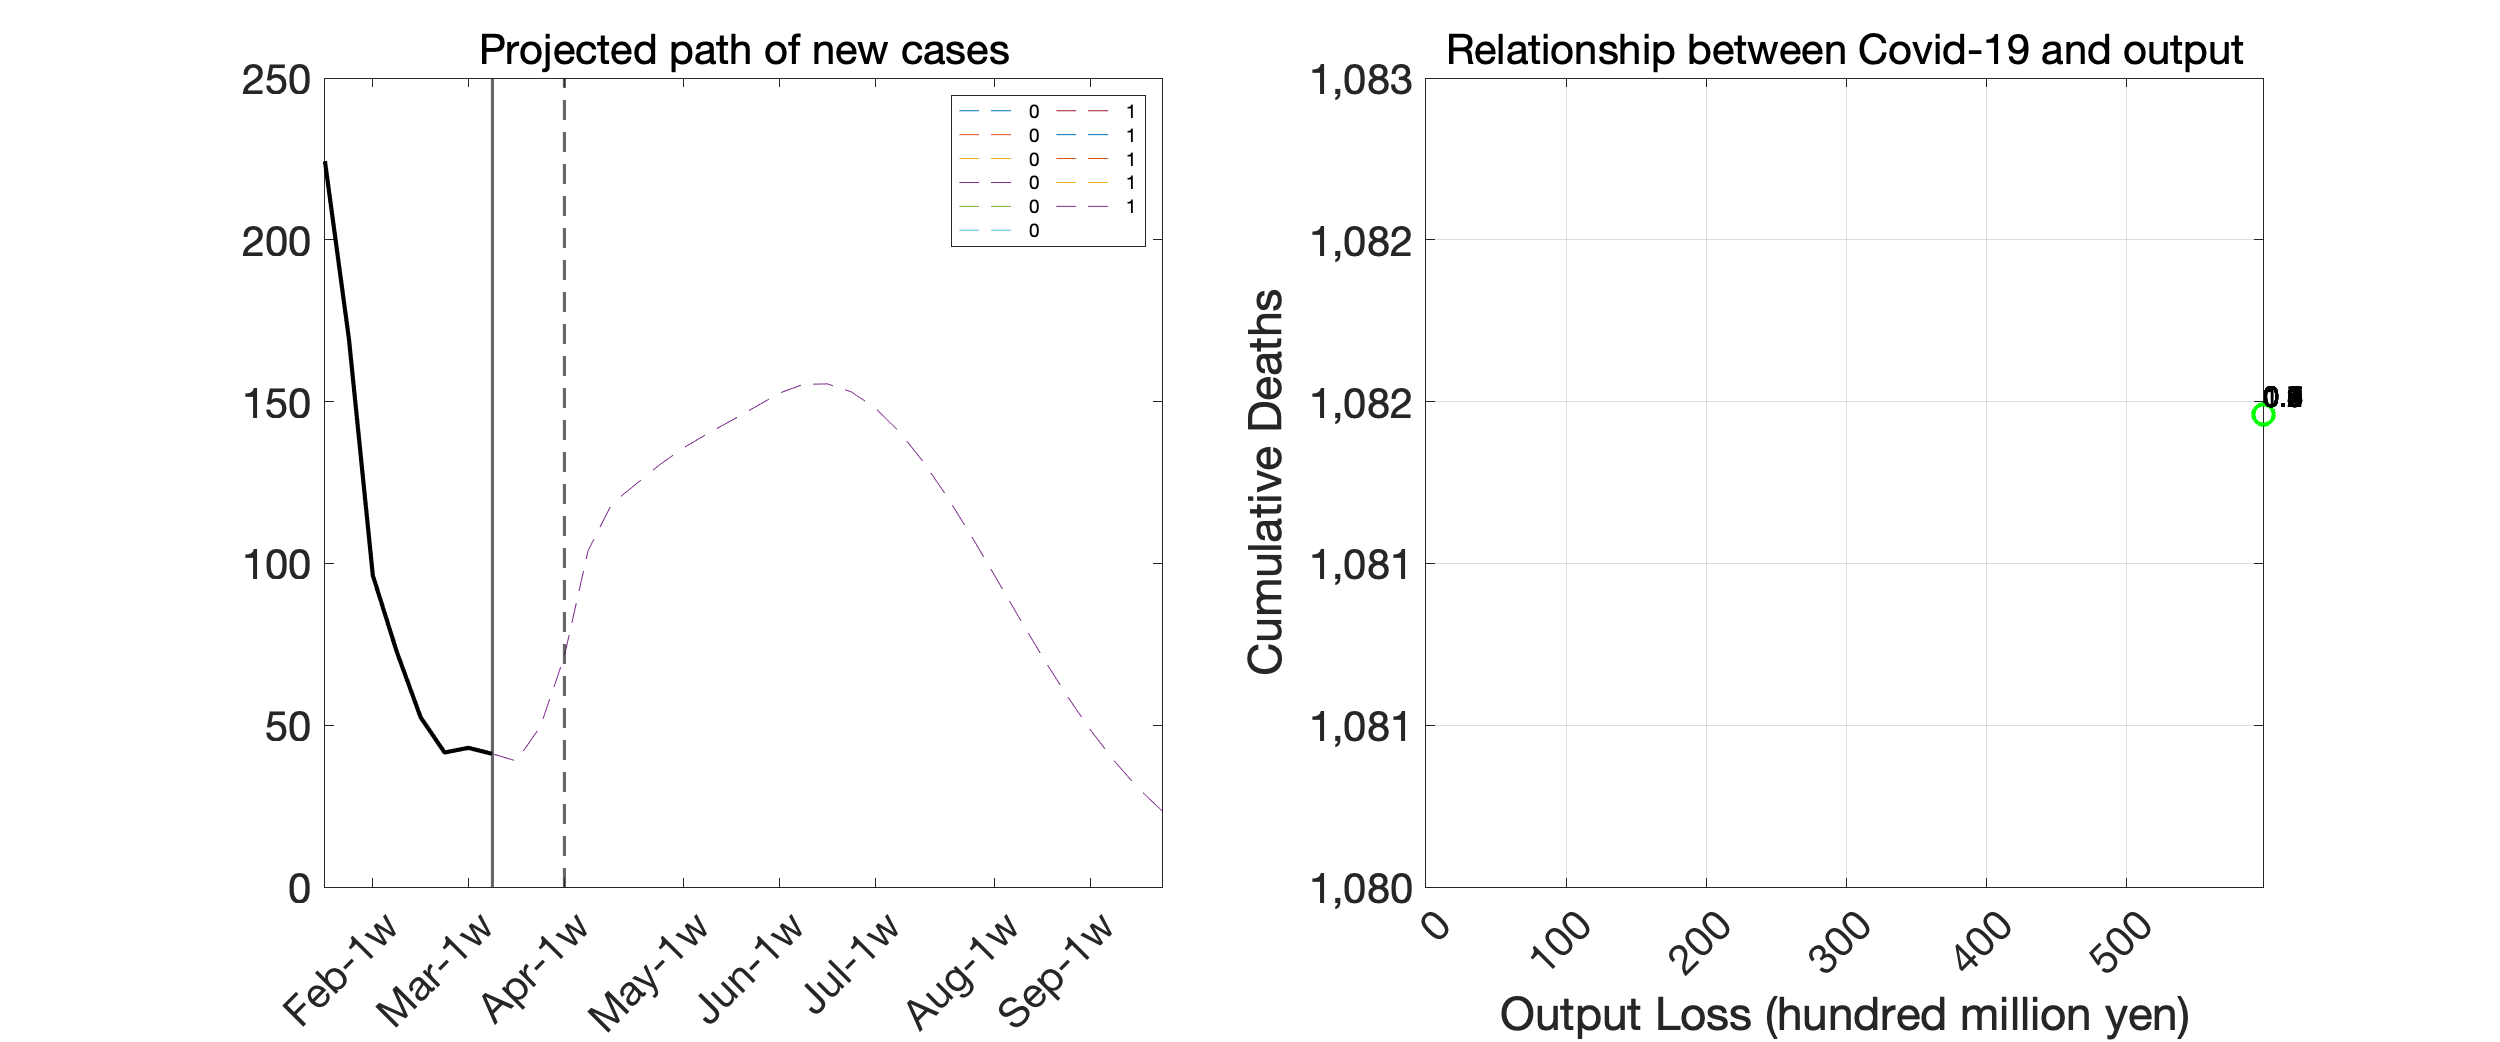 Projected path of new cases
250
200
150
100
50
0
0 1
0 1
0 1
0 1
0 1
0
Feb-1w
Mar-1w
Apr-1w
May-1w
Jun-1w
Jul-1w
Aug-1w
Sep-1w
Relationship between Covid-19 and output
Cumulative Deaths
1,083
1,082
1,082
1,081
1,081
1,080
0
100
200
300
400
500
Output Loss (hundred million yen)